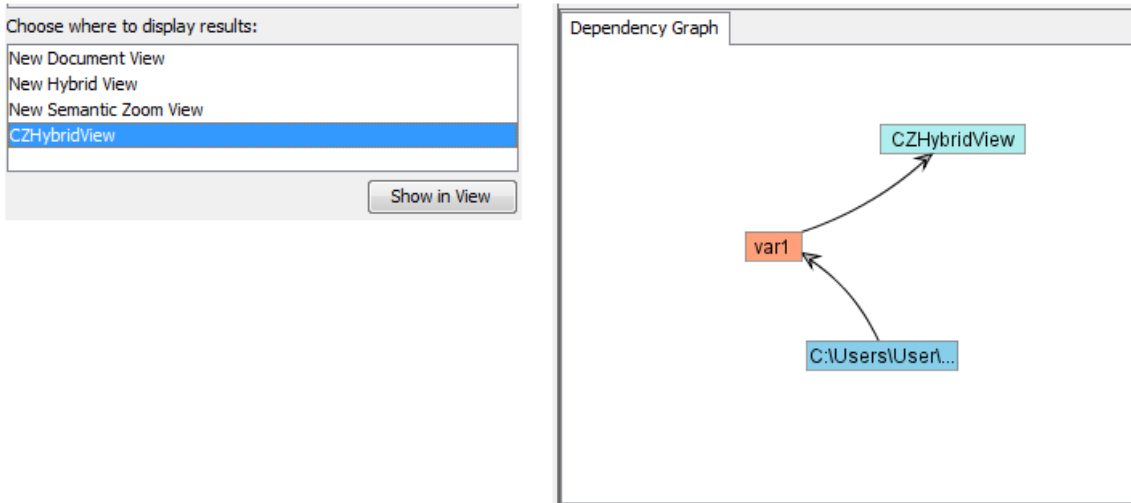 Choose where to display results:
New Document View
New Hybrid View
New Semantic Zoom View
CZHybridView
Show in View
Dependency Graph
CZHybridView
var1
C:\Users\User\...